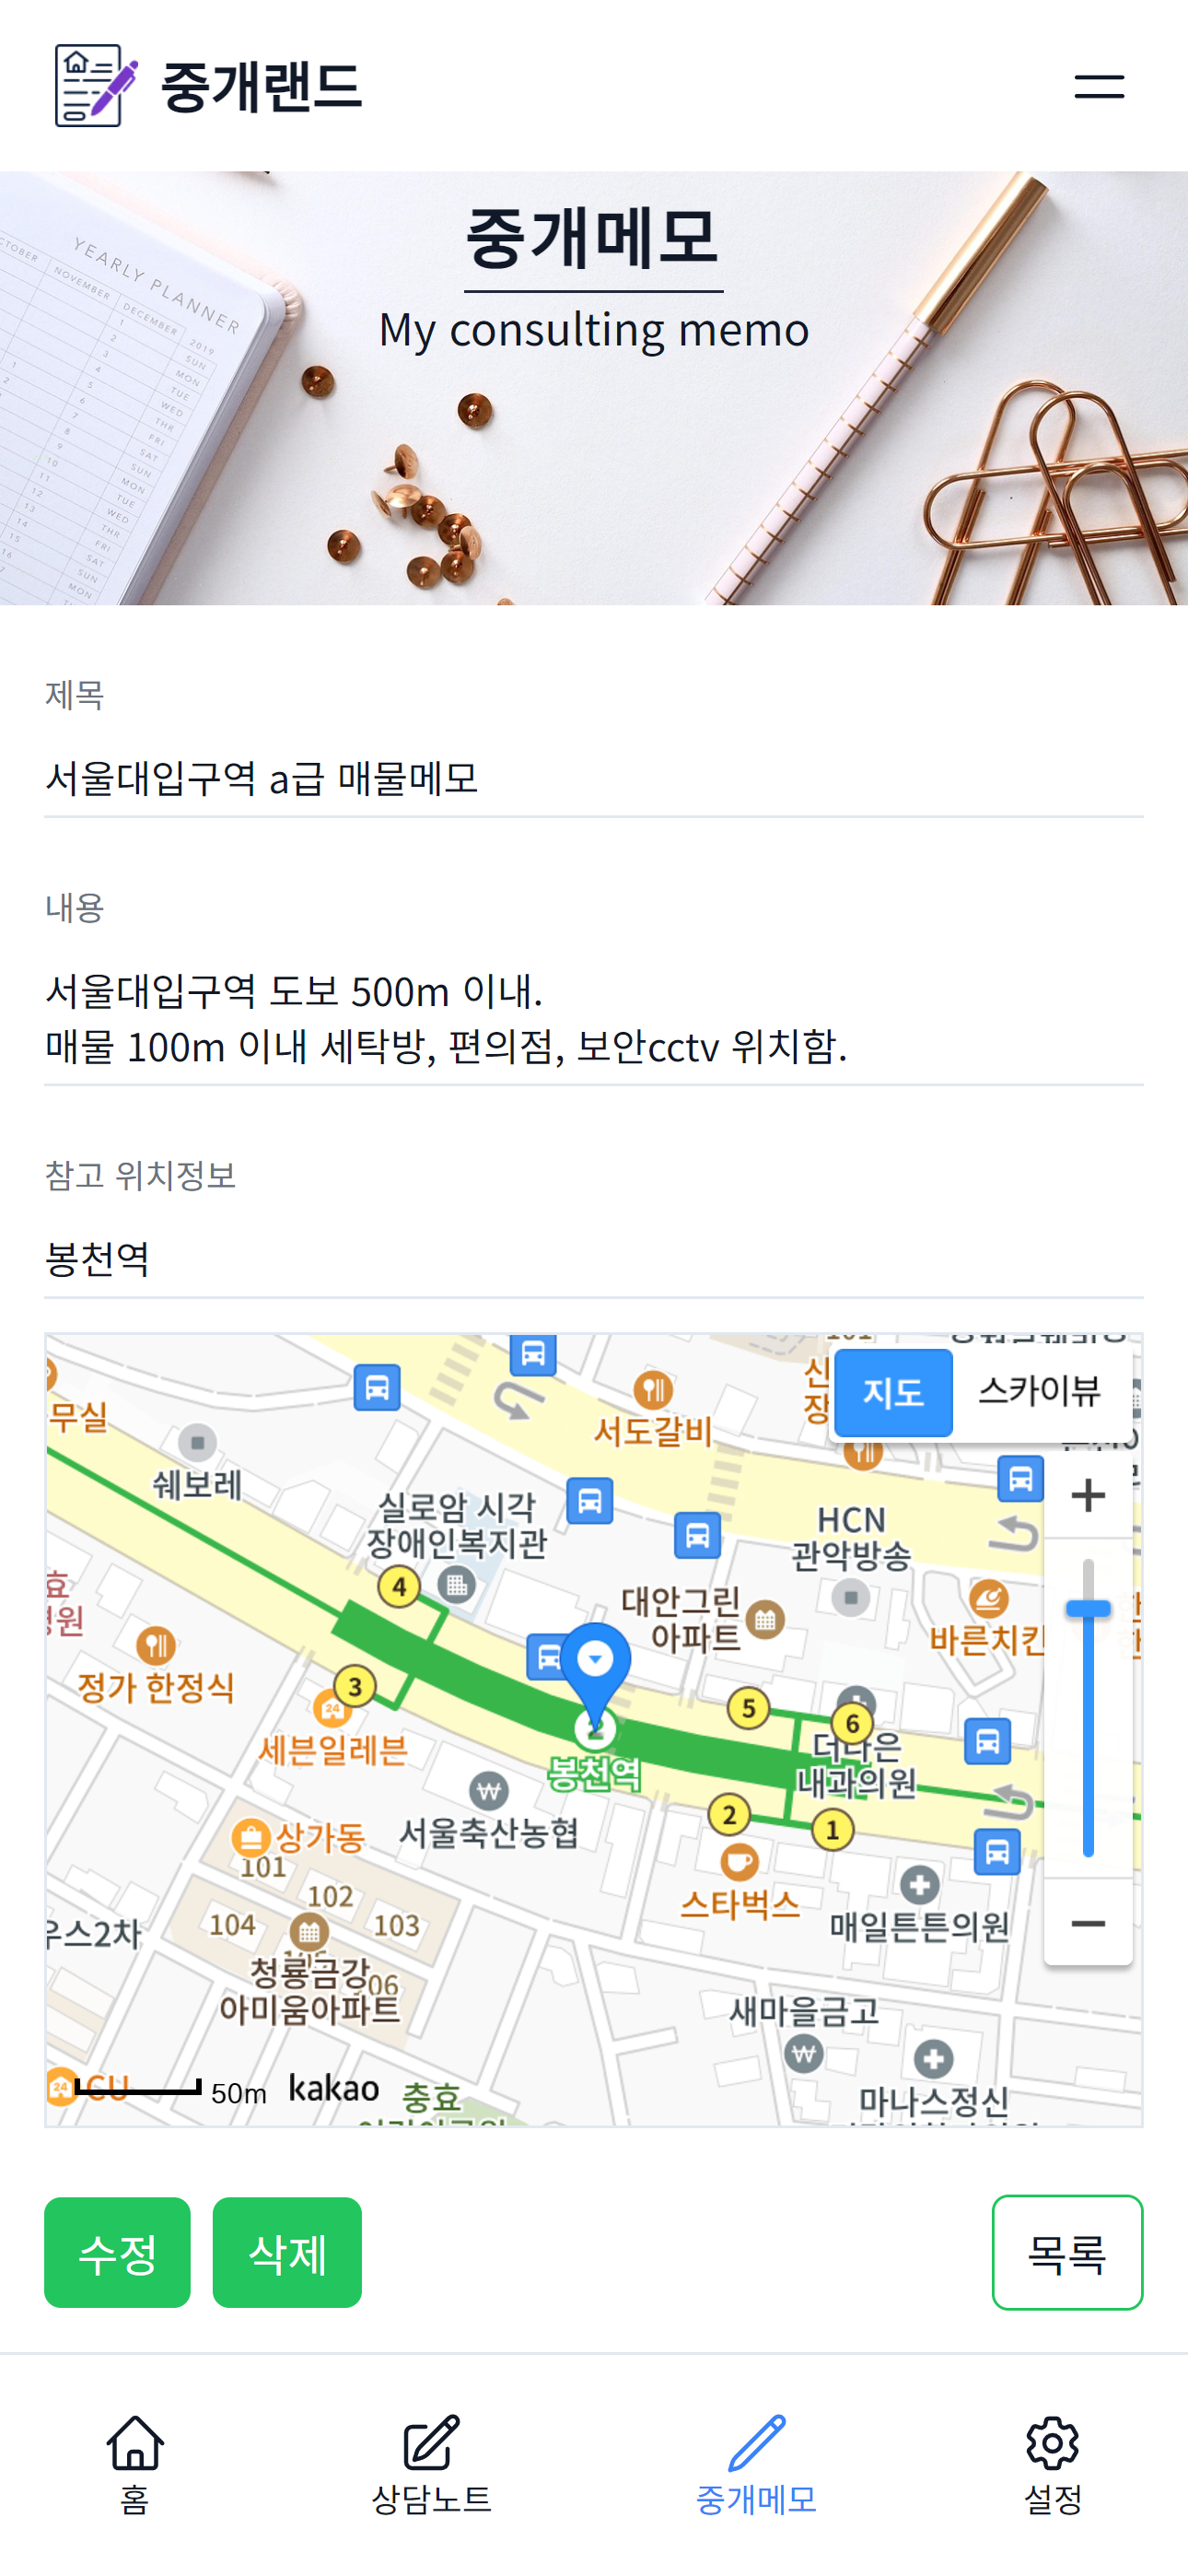 중개랜드
중개메모
My consulting memo
YEARLY PLANNER
NOVEMBER
DECEMBER
2019
제목
서울대입구역 a급 매물메모
내용
서울대입구역 도보 500m 이내.
매물 100m 이내 세탁방, 편의점, 보안cctv 위치함.
참고 위치정보
봉천역
지도
스카이뷰
무실
쉐보레
서도갈비
실로암 시각
장애인복지관
HCN
관악방송
대안그린
아파트
바른치킨
정가 한정식
4
3
세븐일레븐
봉천역
5
6
내과의원
2
1
서울축산농협
상가동
101
102
104
103
스타벅스
매일튼튼의원
우스2차
청룡금강
아미움아파트
새마을금고
마나스정신
CU
50m
kakao
충효
수정
삭제
목록
홈
상담노트
중개메모
설정